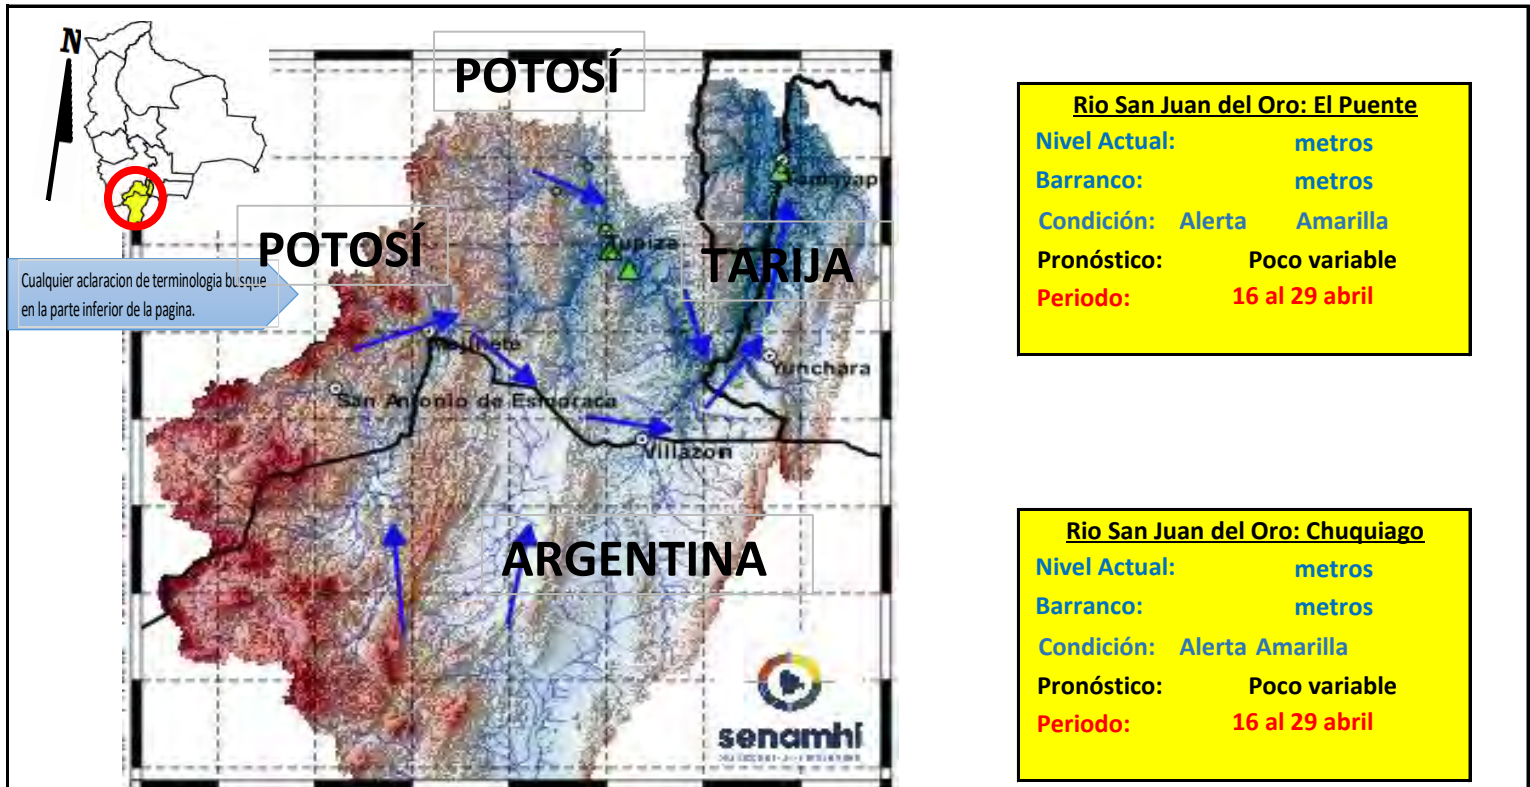 N
POTOSÍ
POTOSÍ
TARIJA
ARGENTINA
Cualquier aclaracion de terminologia busque
en la parte inferior de la pagina.
Tupiza
Yunchara
San Antonio de Esmoraca
Villazon
senamhí
Rio San Juan del Oro: El Puente
Nivel Actual: metros
Barranco: metros
Condición: Alerta Amarilla
Pronóstico: Poco variable
Periodo: 16 al 29 abril
Rio San Juan del Oro: Chuquiago
Nivel Actual: metros
Barranco: metros
Condición: Alerta Amarilla
Pronóstico: Poco variable
Periodo: 16 al 29 abril